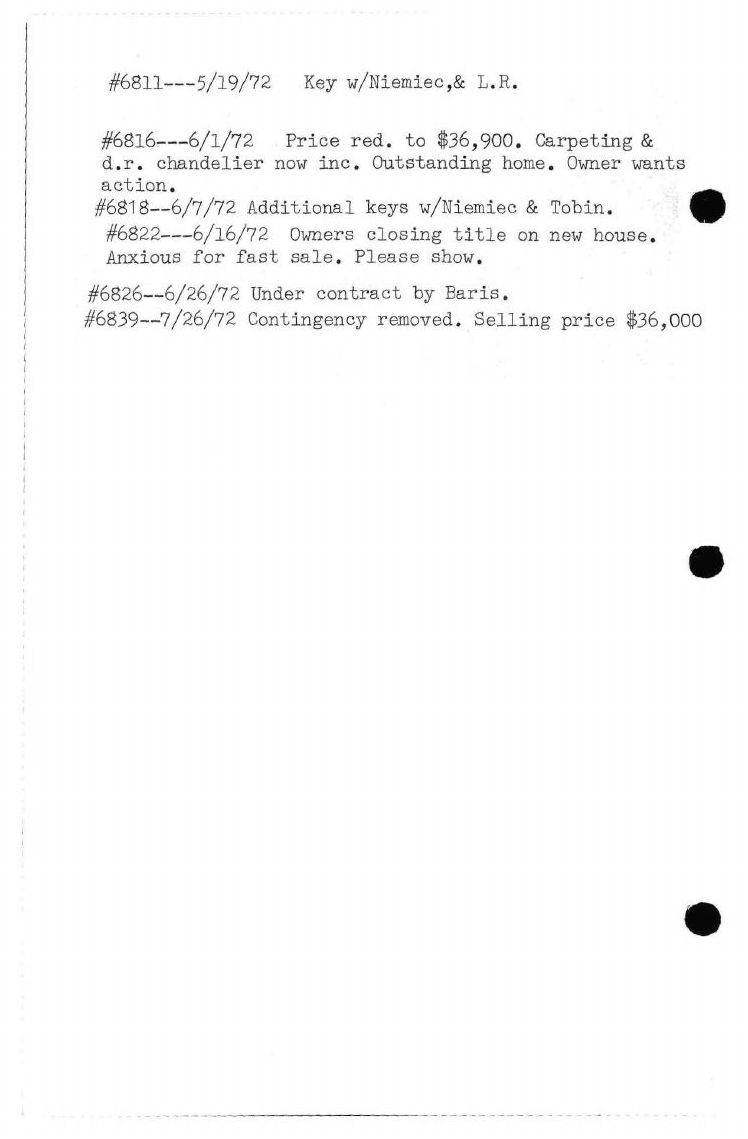 #6811---5/19/72 Key w/Niemiec,& L.R.
#6816---6/1/72 Price red. to $36,900. Carpeting &
d.r. chandelier now inc. Outstanding home. Owner wants
action.
#6818--6/7/72 Additional keys w/Niemiec & Tobin.
#6822---6/16/72 Owners closing title on new house.
Anxious for fast sale. Please show.
#6826--6/26/72 Under contract by Baris.
#6839--7/26/72 Contingency removed. Selling price $36,000